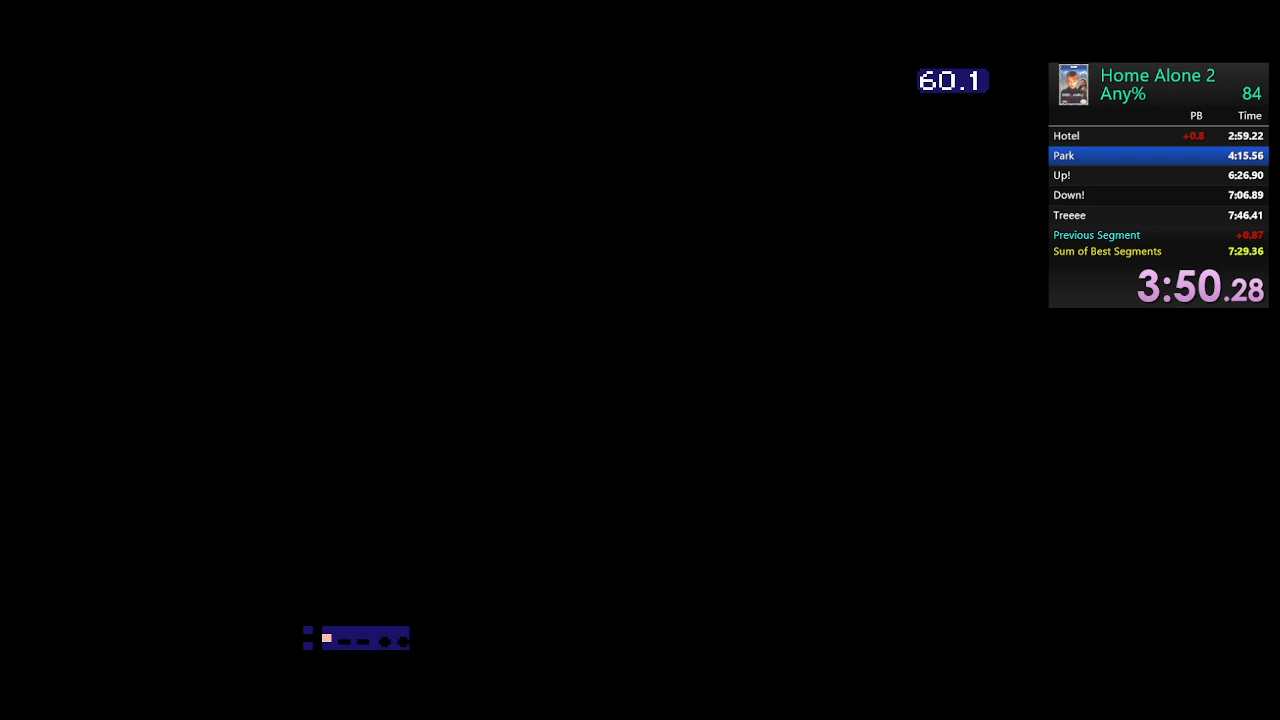 60.1
Home Alone 2
Any% 84
PB Time
Hotel +0.8 2:59.22
Park 4:15.56
Up! 6:26.90
Down! 7:06.89
Treeee 7:46.41
Previous Segment +0.87
Sum of Best Segments 7:29.36
3:50.28